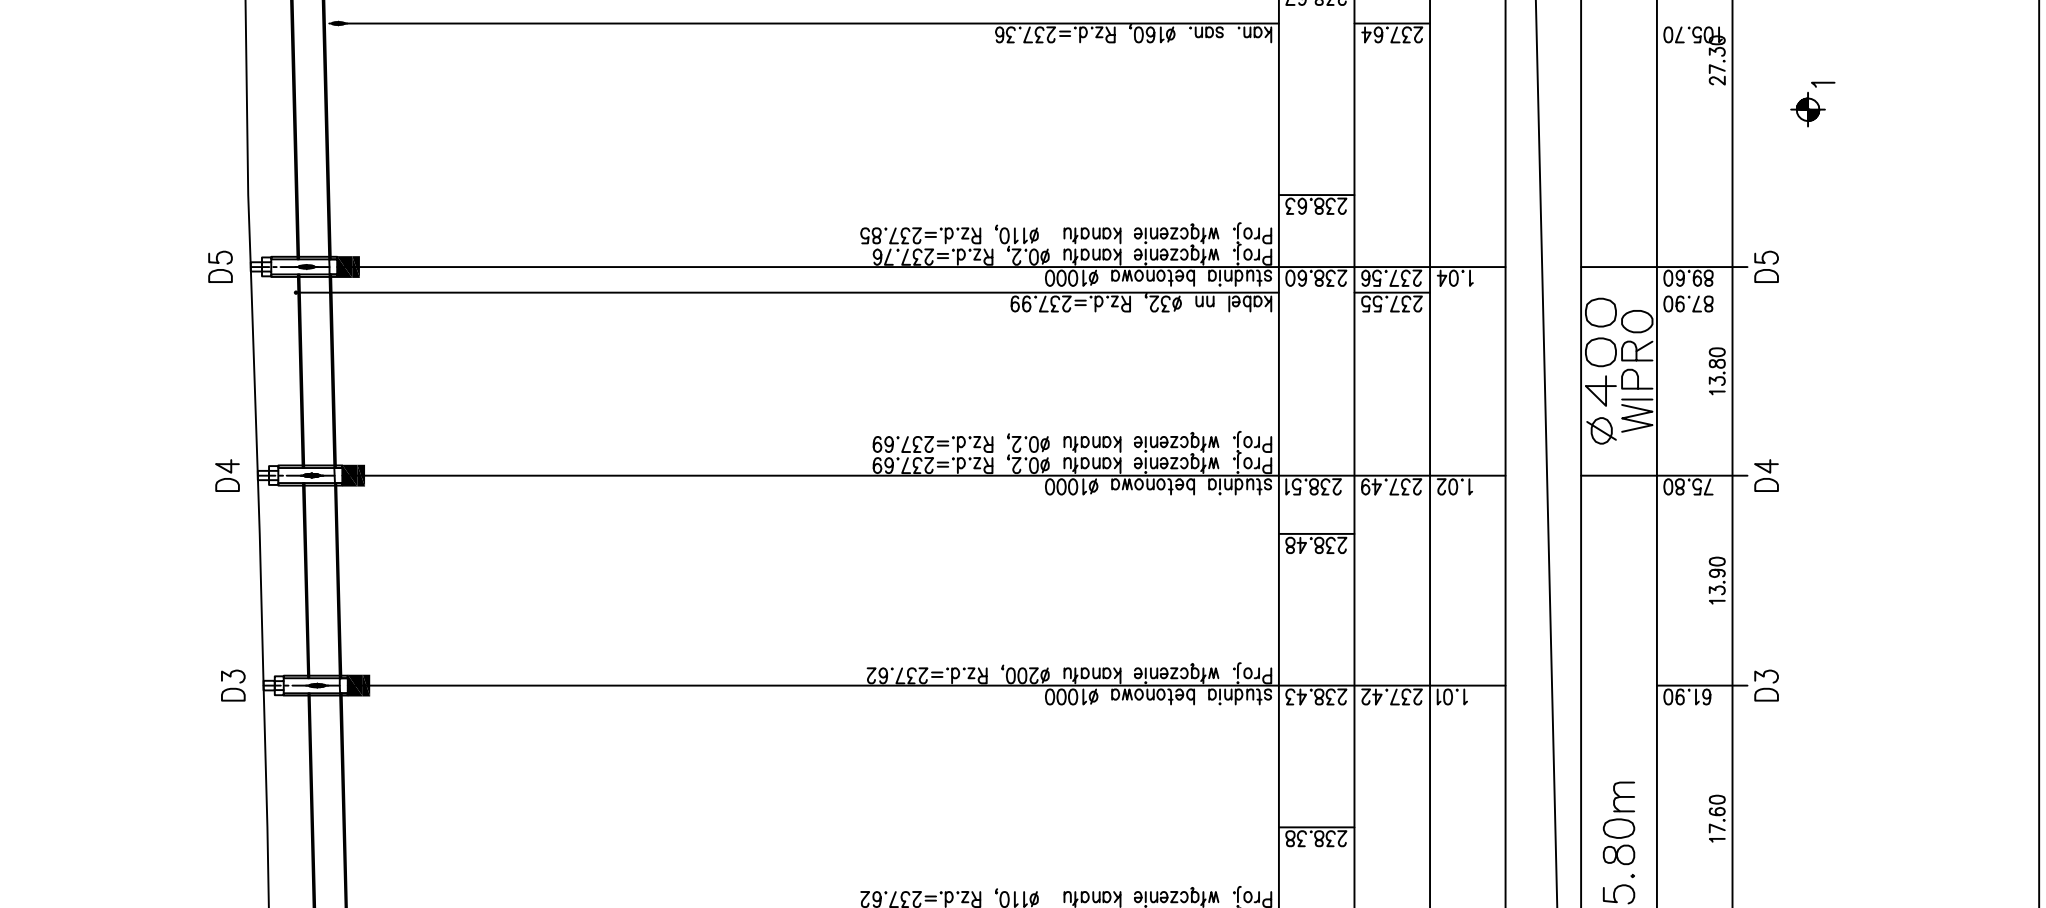 238.67
kan. san. ø160, Rz.d.=237.36
237.64
105.70
27.30
1
238.63
Proj. włączenie kanału ø110, Rz.d.=237.85
Proj. włączenie kanału ø0.2, Rz.d.=237.76
D5
studnia betonowa ø1000
238.60
237.56
1.04
89.60
D5
kabel nn ø32, Rz.d.=237.99
237.55
87.90
ø400
WIPRO
13.80
Proj. włączenie kanału ø0.2, Rz.d.=237.69
Proj. włączenie kanału ø0.2, Rz.d.=237.69
D4
studnia betonowa ø1000
238.51
237.49
1.02
75.80
D4
238.48
13.90
Proj. włączenie kanału ø200, Rz.d.=237.62
D3
studnia betonowa ø1000
238.43
237.42
1.01
61.90
D3
5.80m
17.60
238.38
Proj. włączenie kanału ø110, Rz.d.=237.62